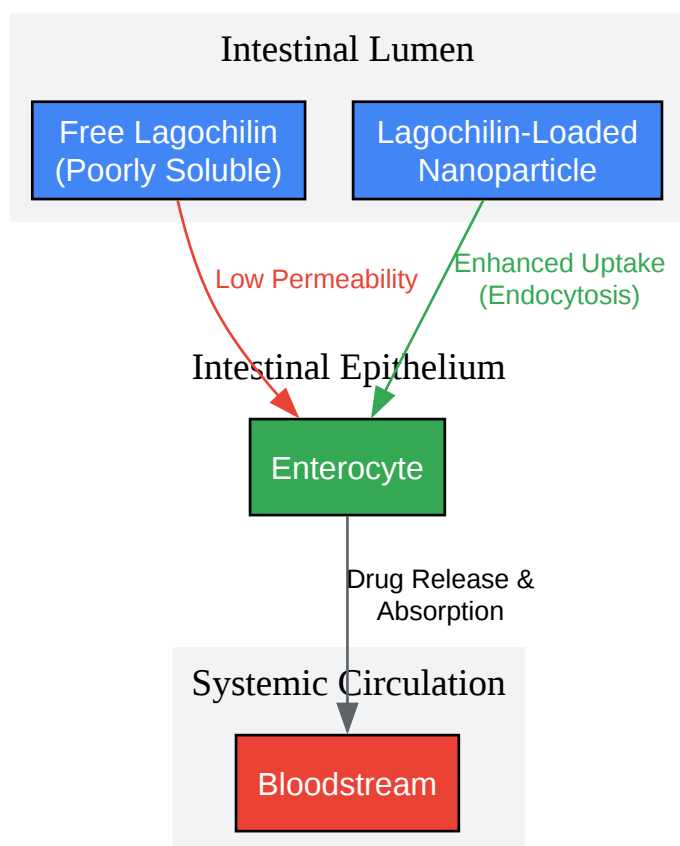 Intestinal Lumen
Free Lagochilin
(Poorly Soluble)
Lagochilin-Loaded
Nanoparticle
Low Permeability
Enhanced Uptake
(Endocytosis)
Intestinal Epithelium
Enterocyte
Drug Release &
Absorption
Systemic Circulation
Bloodstream